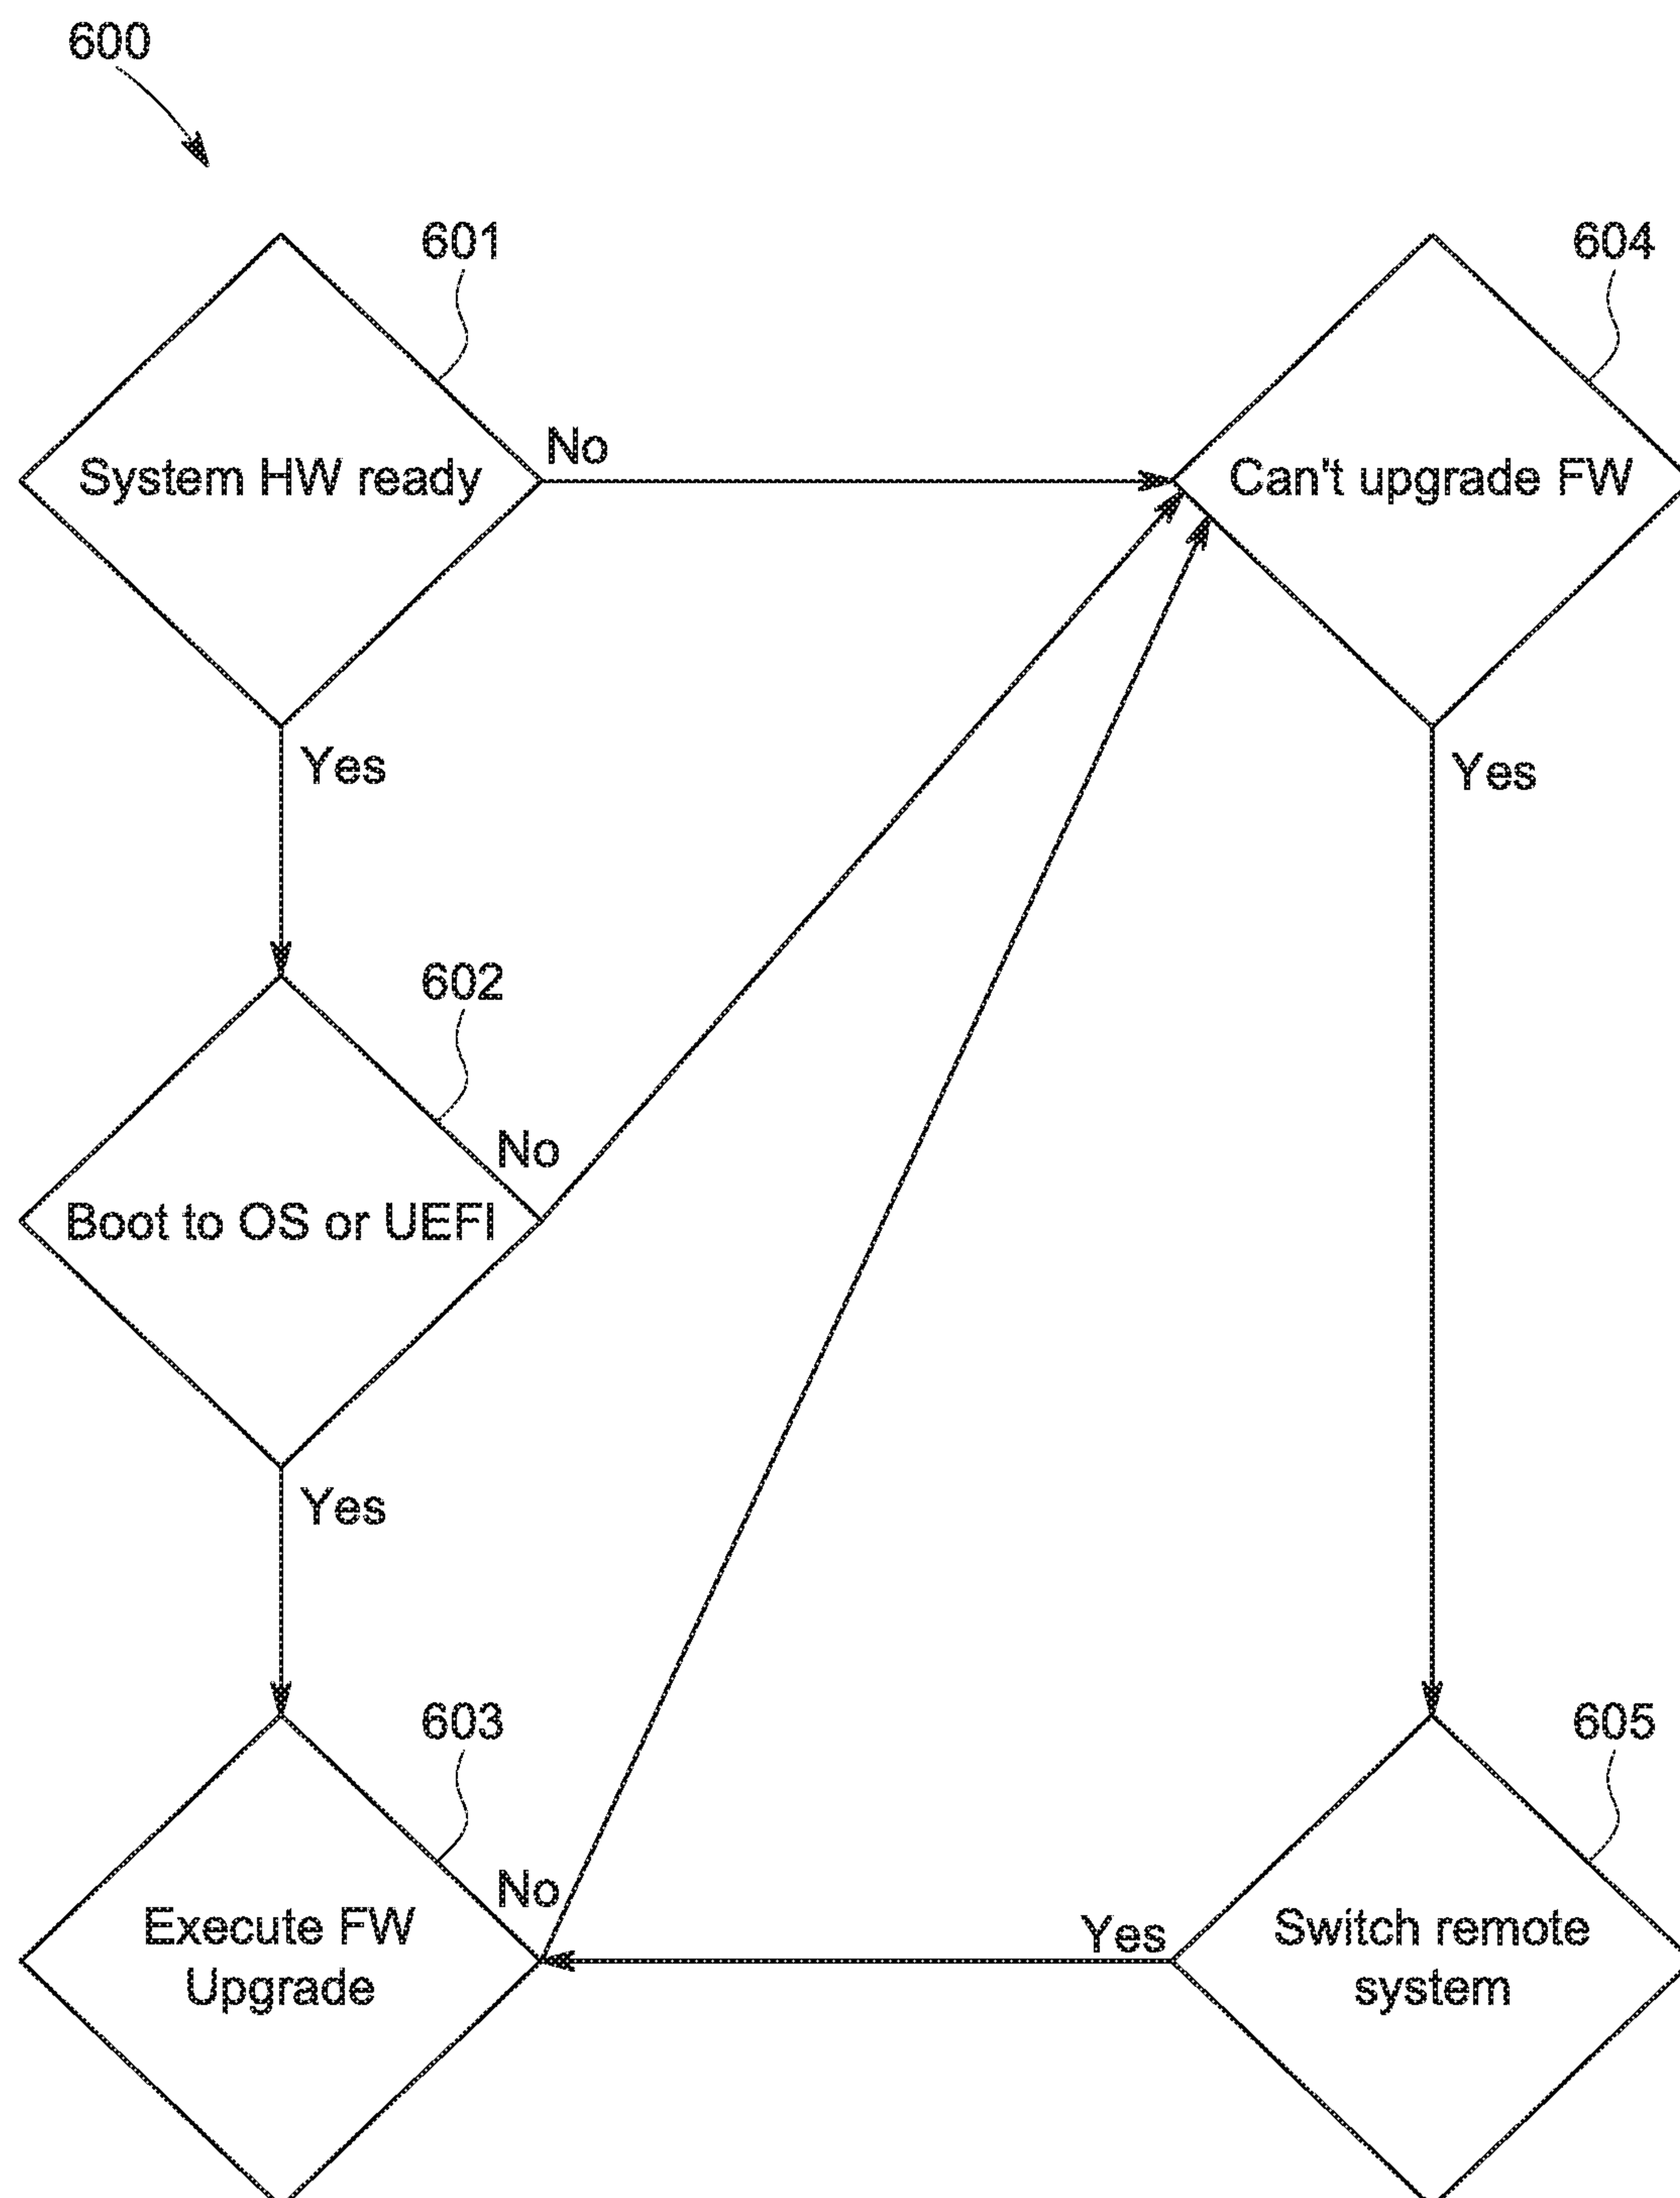 600
601
604
System HW ready
No
Can't upgrade FW
Yes
Yes
602
No
Boot to OS or UEFI
Yes
603
605
No
Execute FW
Upgrade
Yes
Switch remote
system